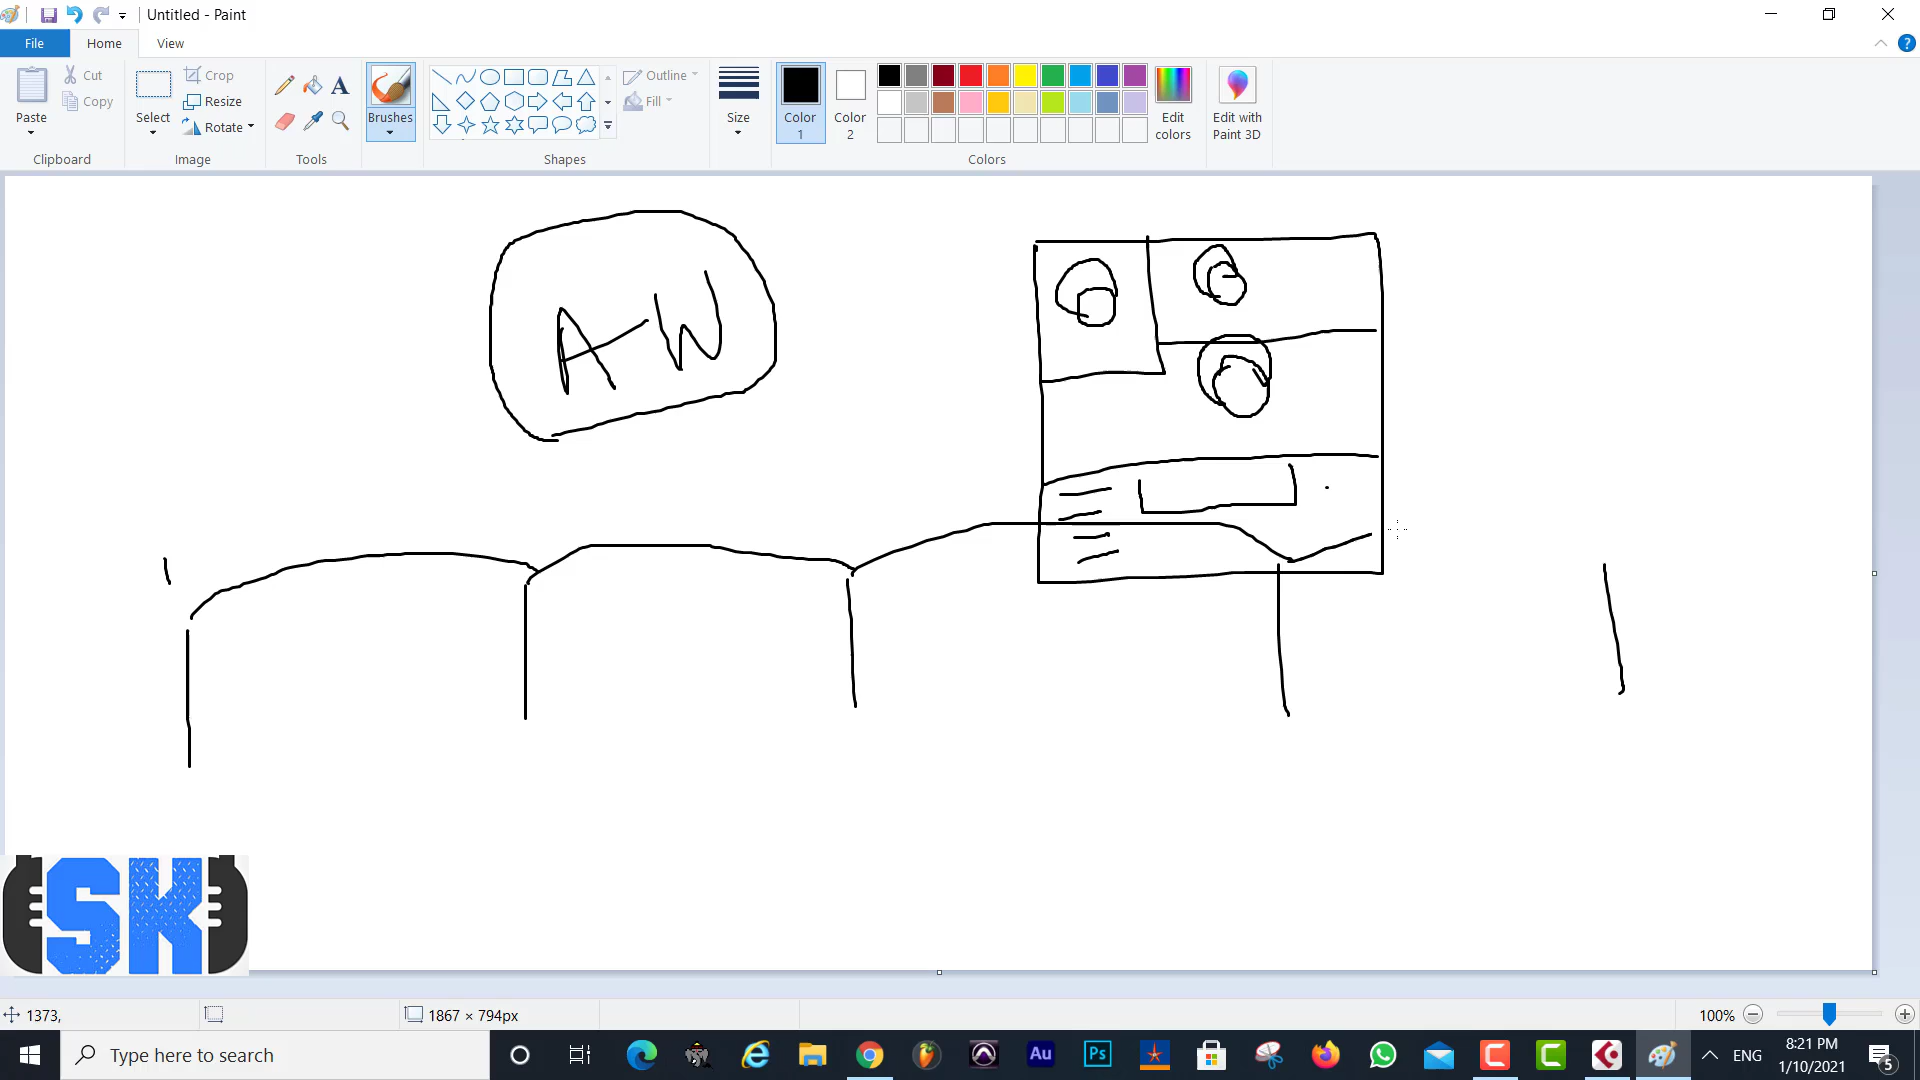 Untitled - Paint
File
Home
View
Paste
Cut
Copy
Clipboard
Select
Crop
Resize
Rotate
Image
Tools
Brushes
Shapes
Outline
Fill
Size
Color
1
Color
2
Colors
Edit
colors
Edit with
Paint 3D
A-W
SK
1373,
1867 × 794px
100%
Type here to search
Au
Ps
ENG
8:21 PM
1/10/2021
5